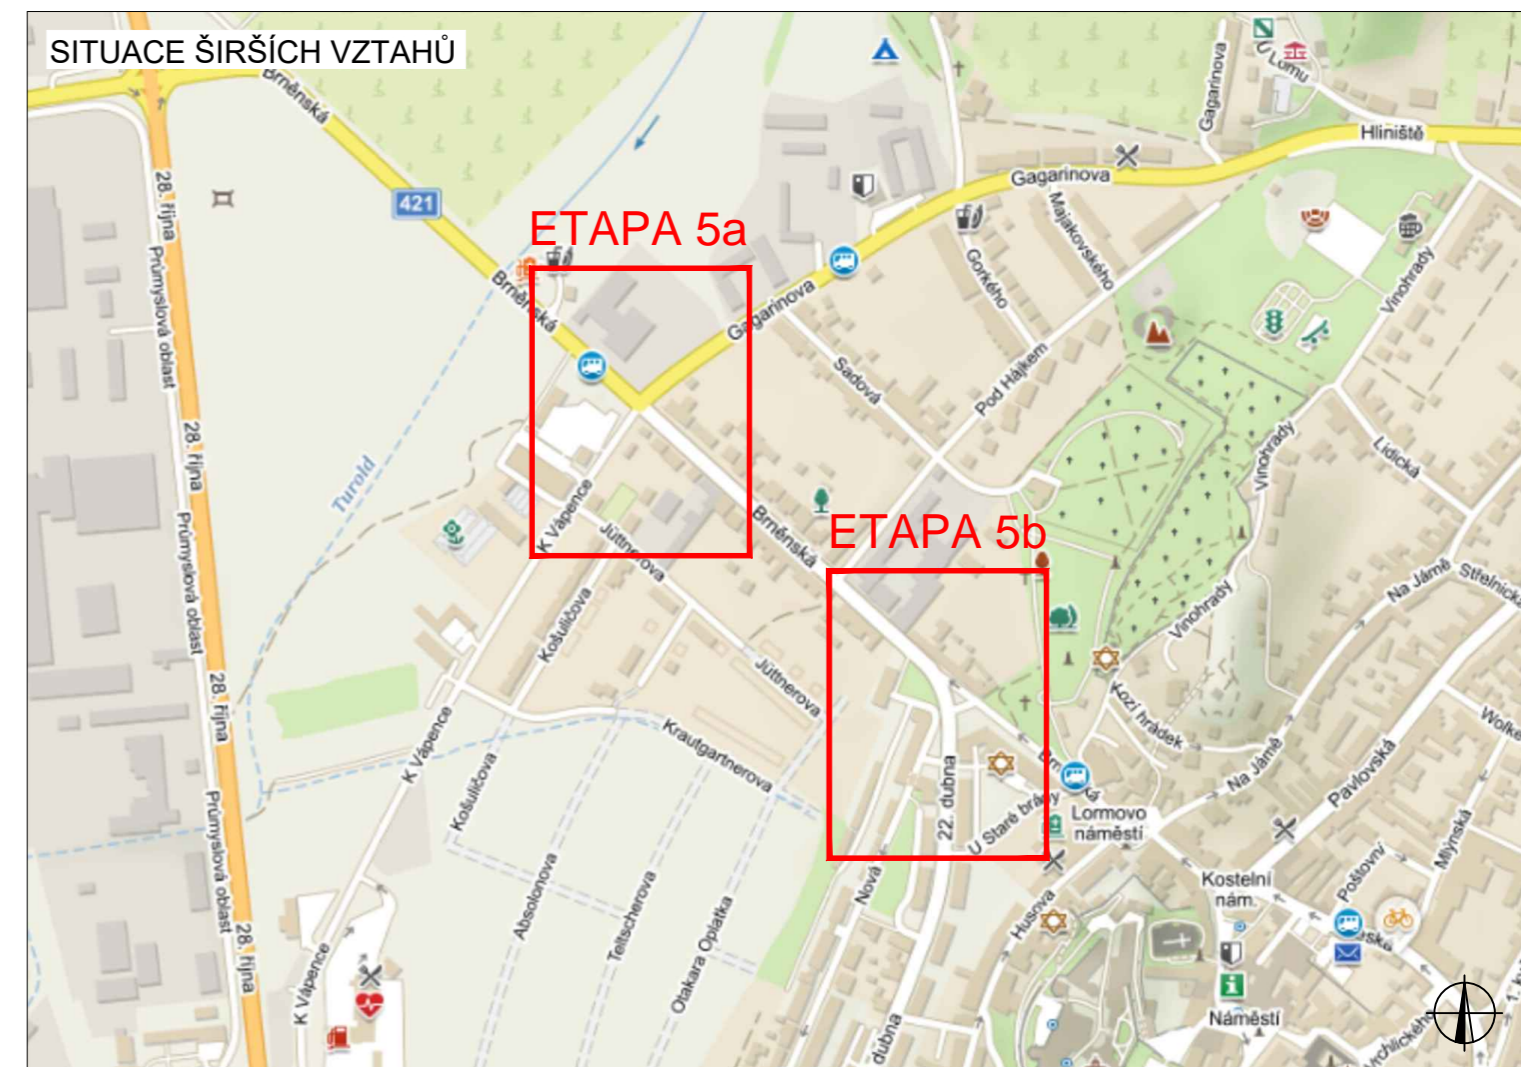 SITUACE ŠIRŠÍCH VZTAHŮ
Brněnská
U Lomu
Gagarinova
Hliniště
28. října
Průmyslová oblast
421
ETAPA 5a
Gagarinova
Majakovského
Gorkého
Vinohrady
Brněnská
Gagarinova
Sadová
Pod Hájkem
Turold
28. října
Průmyslová oblast
K Vápence
Jüttnerova
Brněnská
Vinohrady
Lidická
ETAPA 5b
Košuličova
Jüttnerova
Vinohrady
Na Jámě
Střelnická
28. října
K Vápence
Košuličova
Krautgartnerova
Kozí hrádek
Na Jámě
Pavlovská
Průmyslová oblast
22. dubna
U Staré brány
Lormovo
náměstí
Mlýnská
Poštovní
Absolonova
Teitscherova
Otakara Oplatka
Nová
Husova
Kostelní
nám.
28. října
K Vápence
Náměstí
dubna